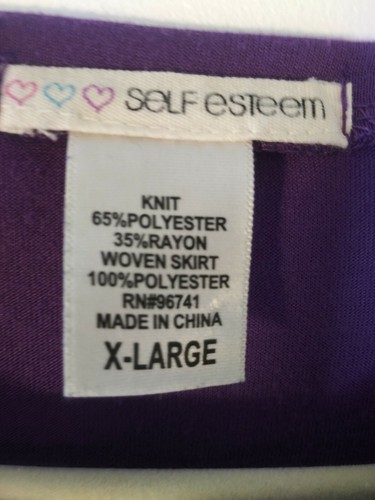 self esteem
KNIT
65%POLYESTER
35%RAYON
WOVEN SKIRT
100%POLYESTER
RN#96741
MADE IN CHINA
X-LARGE